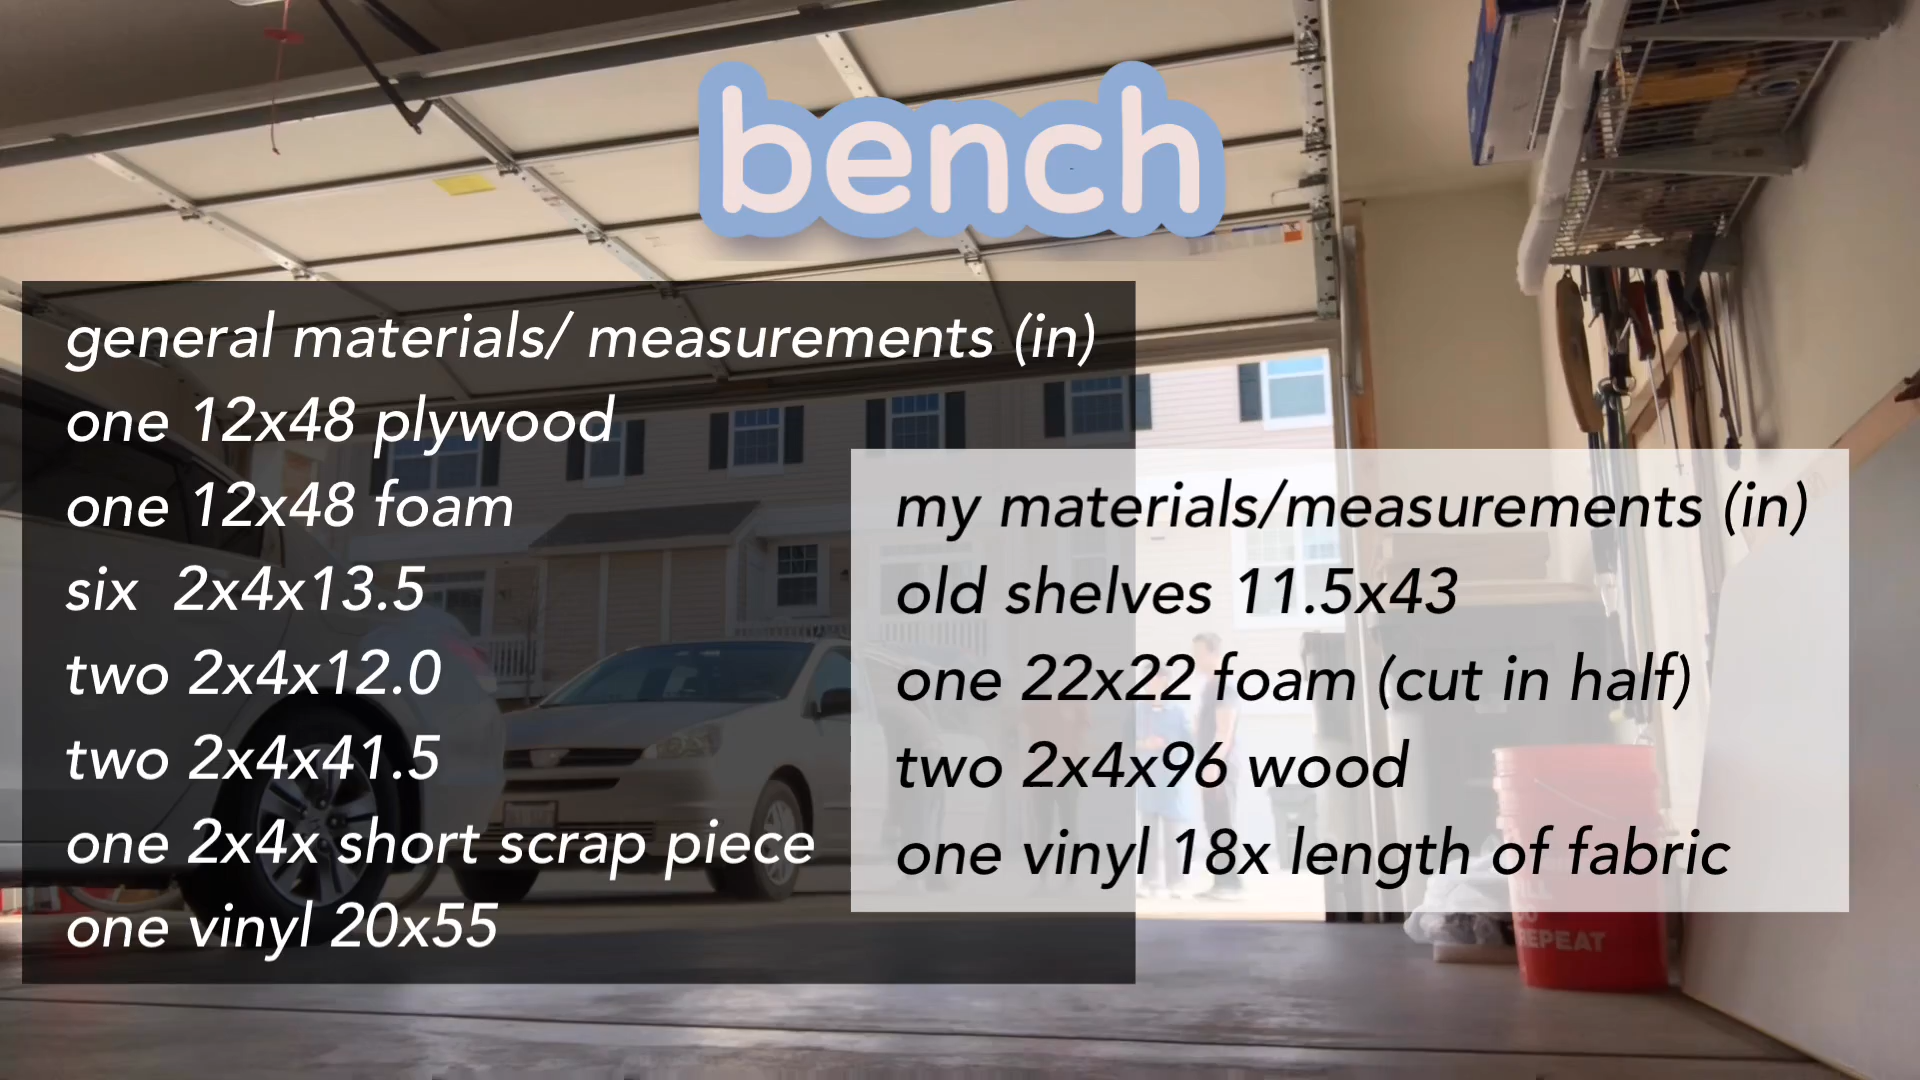 bench
general materials/ measurements (in)
one 12x48 plywood
one 12x48 foam
six 2x4x13.5
two 2x4x12.0
two 2x4x41.5
one 2x4x short scrap piece
one vinyl 20x55
my materials/measurements (in)
old shelves 11.5x43
one 22x22 foam (cut in half)
two 2x4x96 wood
one vinyl 18x length of fabric
REPEAT